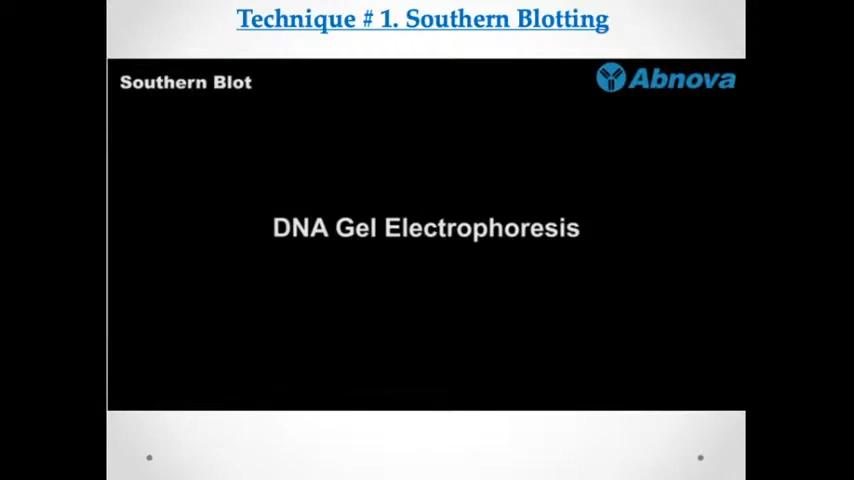 Technique # 1. Southern Blotting
Southern Blot
Abnova
DNA Gel Electrophoresis